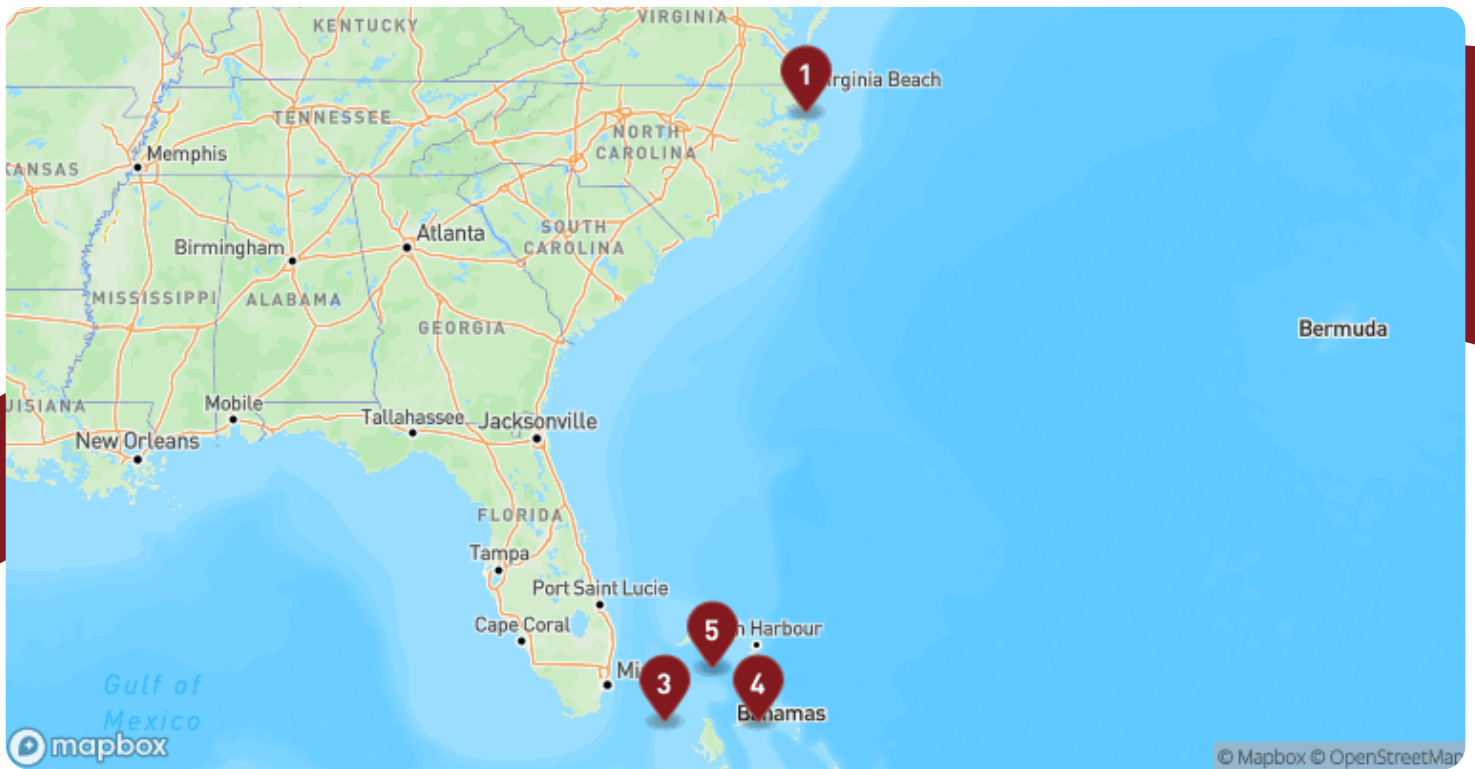 KENTUCKY
VIRGINIA
1
rginia Beach
TENNESSEE
NORTH
CAROLINA
Memphis
KANSAS
SOUTH
CAROLINA
Atlanta
Birmingham
MISSISSIPPI
ALABAMA
GEORGIA
Bermuda
UISIANA
Mobile
Tallahassee
Jacksonville
New Orleans
FLORIDA
Tampa
Port Saint Lucie
Cape Coral
5
h Harbour
Mi
3
4
Gulf of
Mexico
Bahamas
mapbox
© Mapbox © OpenStreetMap